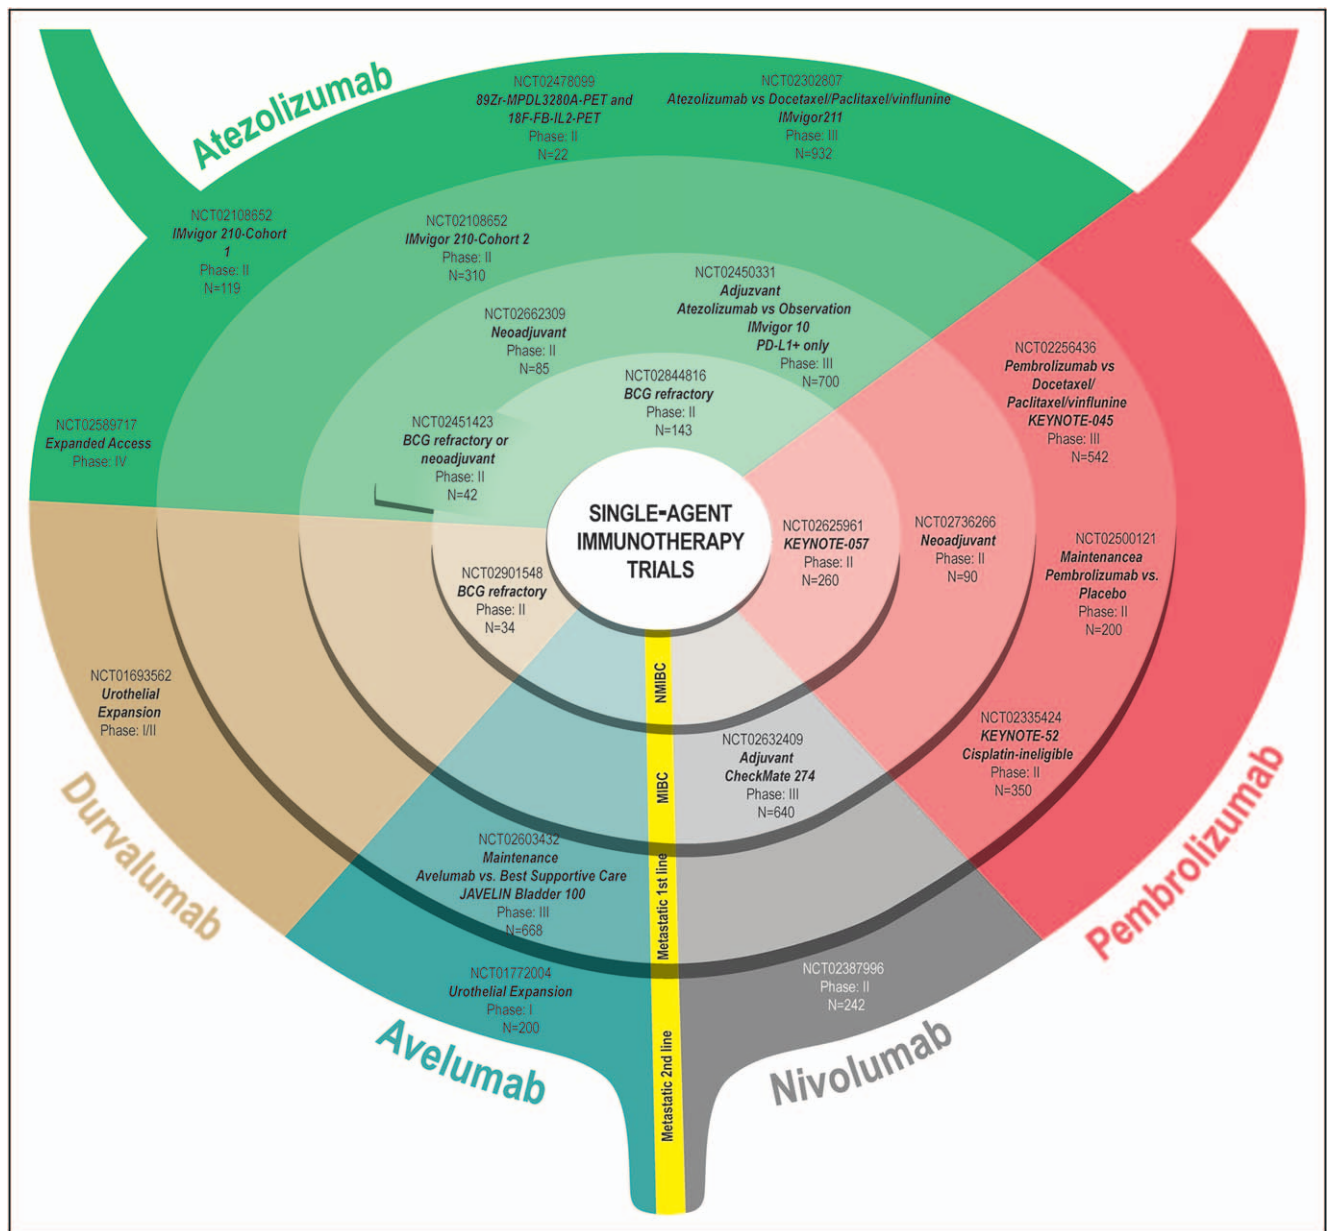 Atezolizumab
NCT02478099
89Zr-MPDL3280A-PET and
18F-FB-IL2-PET
Phase: II
N=22
NCT02302807
Atezolizumab vs Docetaxel/Paclitaxel/vinflunine
IMvigor211
Phase: III
N=932
NCT02108652
IMvigor 210-Cohort
1
Phase: II
N=119
NCT02108652
IMvigor 210-Cohort 2
Phase: II
N=310
NCT02450331
Adjuzvant
Atezolizumab vs Observation
IMvigor 10
PD-L1+ only
Phase: III
N=700
NCT02662309
Neoadjuvant
Phase: II
N=85
NCT02844816
BCG refractory
Phase: II
N=143
NCT02451423
BCG refractory or
neoadjuvant
Phase: II
N=42
NCT02589717
Expanded Access
Phase: IV
NCT02256436
Pembrolizumab vs
Docetaxel/
Paclitaxel/vinflunine
KEYNOTE-045
Phase: III
N=542
SINGLE-AGENT
IMMUNOTHERAPY
TRIALS
NCT02625961
KEYNOTE-057
Phase: II
N=260
NCT02736266
Neoadjuvant
Phase: II
N=90
NCT02500121
Maintenancea
Pembrolizumab vs.
Placebo
Phase: II
N=200
NCT02901548
BCG refractory
Phase: II
N=34
NCT01693562
Urothelial
Expansion
Phase: I/II
NCT02335424
KEYNOTE-52
Cisplatin-ineligible
Phase: II
N=350
NCT02632409
Adjuvant
CheckMate 274
Phase: III
N=640
NCT02603432
Maintenance
Avelumab vs. Best Supportive Care
JAVELIN Bladder 100
Phase: III
N=668
NCT01772004
Urothelial Expansion
Phase: I
N=200
NCT02387996
Phase: II
N=242
NMIBC
MIBC
Metastatic 1st line
Metastatic 2nd line
Durvalumab
Avelumab
Nivolumab
Pembrolizumab